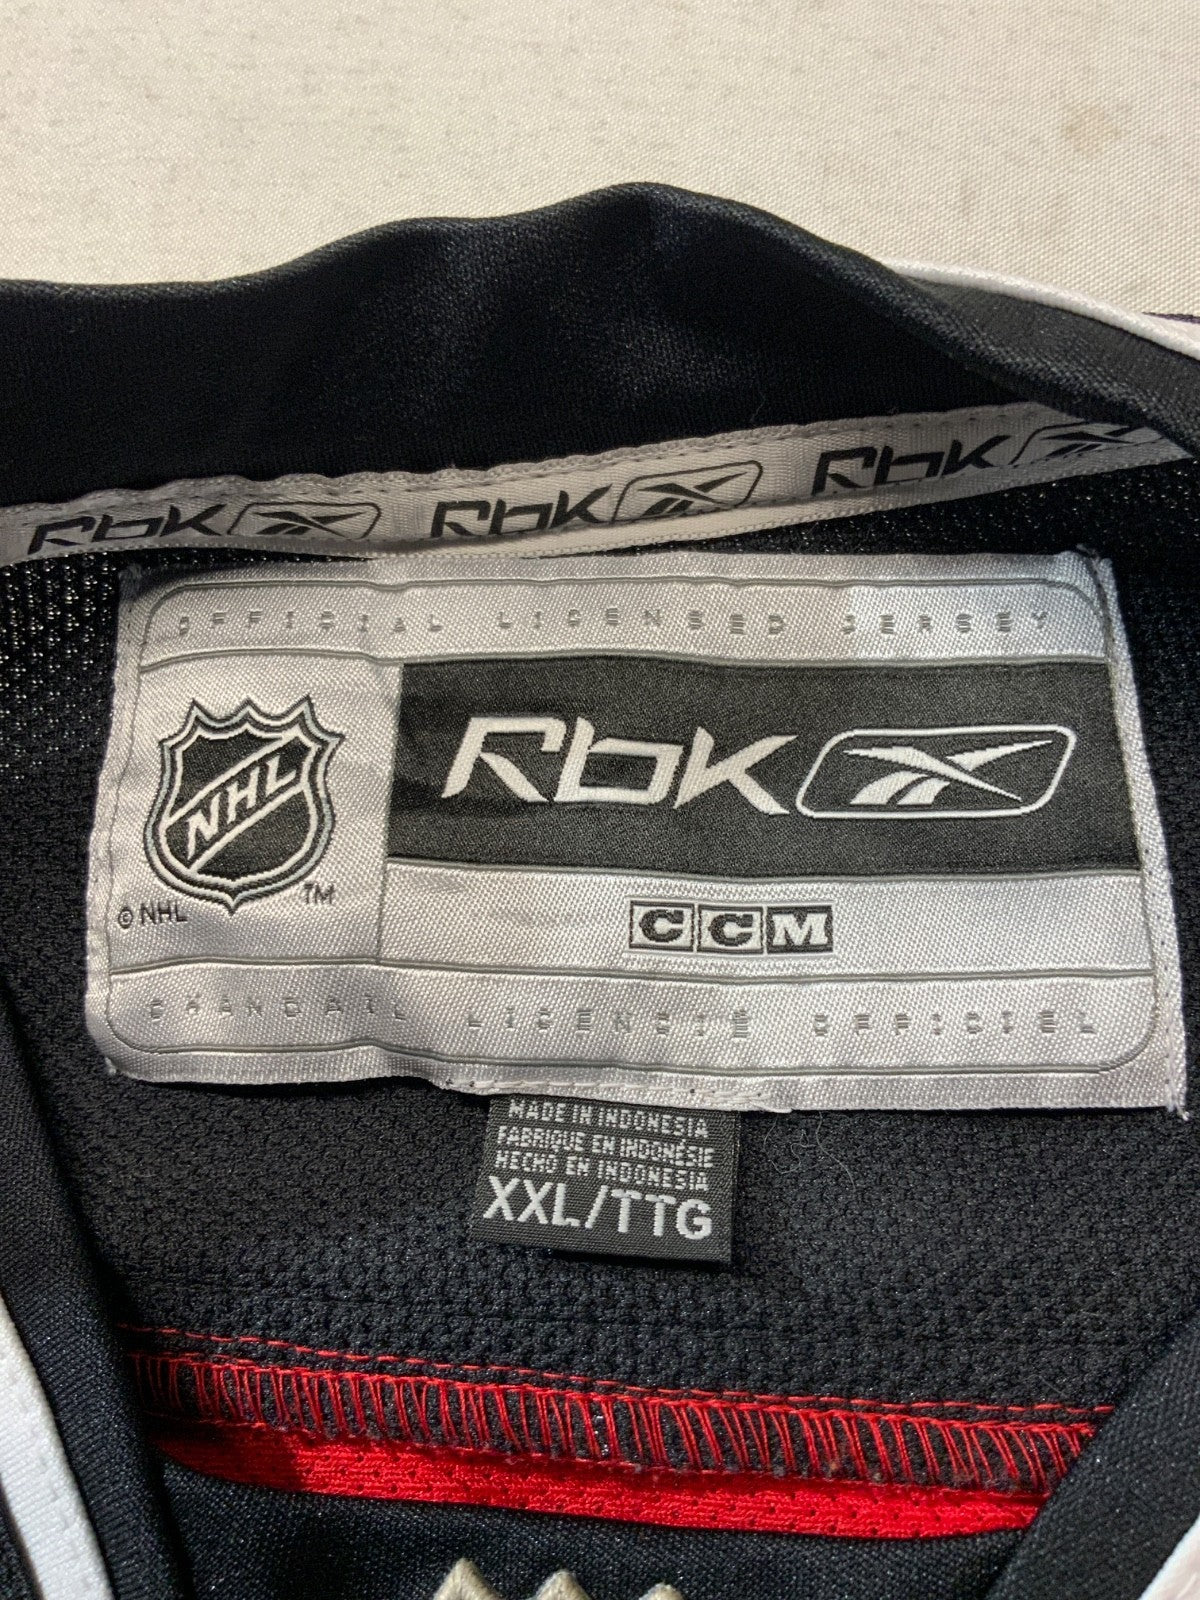 Rbk Rbk Rbk
OFFICIAL LICENSED JERSEY
NHL
TM
© NHL
Rbk
CCM
CHANDAIL LICENCIÉ OFFICIEL
MADE IN INDONESIA
FABRIQUE EN INDONÉSIE
HECHO EN INDONESIA
XXL/TTG